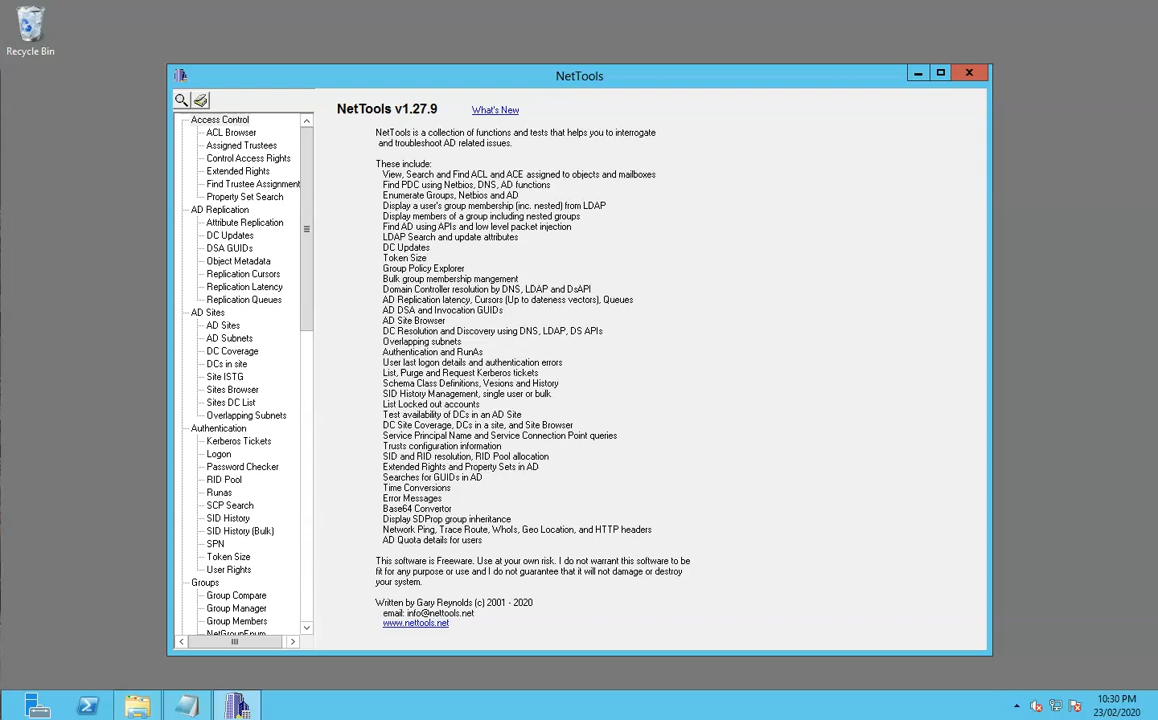 Recycle Bin
NetTools
NetTools v1.27.9 What's New
Access Control
ACL Browser
Assigned Trustees
Control Access Rights
Extended Rights
Find Trustee Assignment
Property Set Search
AD Replication
Attribute Replication
DC Updates
DSA GUIDs
Object Metadata
Replication Cursors
Replication Latency
Replication Queues
AD Sites
AD Sites
AD Subnets
DC Coverage
DCs in site
Site ISTG
Sites Browser
Sites DC List
Overlapping Subnets
Authentication
Kerberos Tickets
Logon
Password Checker
RID Pool
Runas
SCP Search
SID History
SID History (Bulk)
SPN
Token Size
User Rights
Groups
Group Compare
Group Manager
Group Members
NetGroupEnum
NetTools is a collection of functions and tests that helps you to interrogate
and troubleshoot AD related issues.
These include:
View, Search and Find ACL and ACE assigned to objects and mailboxes
Find PDC using Netbios, DNS, AD functions
Enumerate Groups, Netbios and AD
Display a user's group membership (inc. nested) from LDAP
Display members of a group including nested groups
Find AD using APIs and low level packet injection
LDAP Search and update attributes
DC Updates
Token Size
Group Policy Explorer
Bulk group membership mangement
Domain Controller resolution by DNS, LDAP and DsAPI
AD Replication latency, Cursors (Up to dateness vectors), Queues
AD DSA and Invocation GUIDs
AD Site Browser
DC Resolution and Discovery using DNS, LDAP, DS APIs
Overlapping subnets
Authentication and RunAs
User last logon details and authentication errors
List, Purge and Request Kerberos tickets
Schema Class Definitions, Vesions and History
SID History Management, single user or bulk
List Locked out accounts
Test availability of DCs in an AD Site
DC Site Coverage, DCs in a site, and Site Browser
Service Principal Name and Service Connection Point queries
Trusts configuration information
SID and RID resolution, RID Pool allocation
Extended Rights and Property Sets in AD
Searches for GUIDs in AD
Time Conversions
Error Messages
Base64 Convertor
Display SDProp group inheritance
Network Ping, Trace Route, WhoIs, Geo Location, and HTTP headers
AD Quota details for users
This software is Freeware. Use at your own risk. I do not warrant this software to be
fit for any purpose or use and I do not guarantee that it will not damage or destroy
your system.
Written by Gary Reynolds (c) 2001 - 2020
email: info@nettools.net
www.nettools.net
10:30 PM
23/02/2020